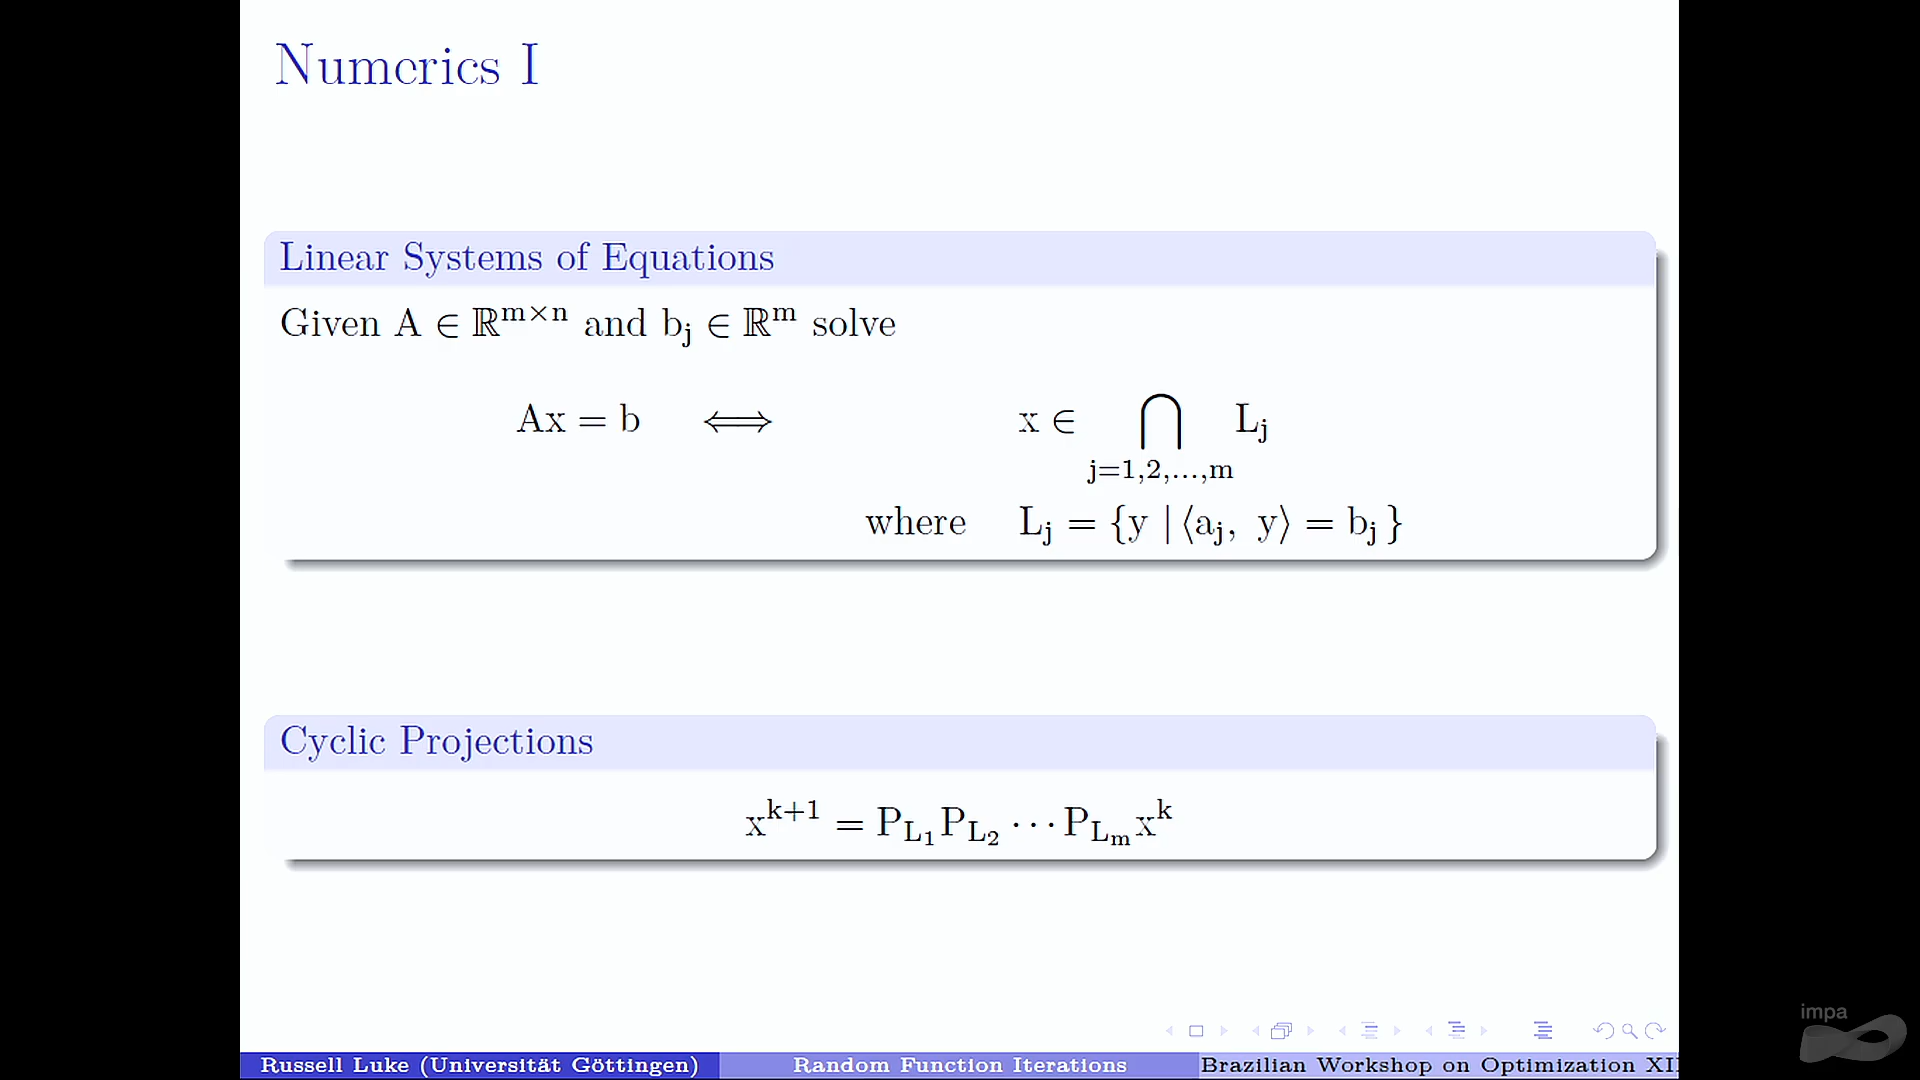 Numerics I
Linear Systems of Equations
Given A ∈ ℝ^{m×n} and b_j ∈ ℝ^m solve
Ax = b ⟺ x ∈ ⋂_{j=1,2,...,m} L_j
where L_j = {y | ⟨a_j, y⟩ = b_j }
Cyclic Projections
x^{k+1} = P_{L_1}P_{L_2} ··· P_{L_m}x^k
impa
Russell Luke (Universität Göttingen) Random Function Iterations Brazilian Workshop on Optimization